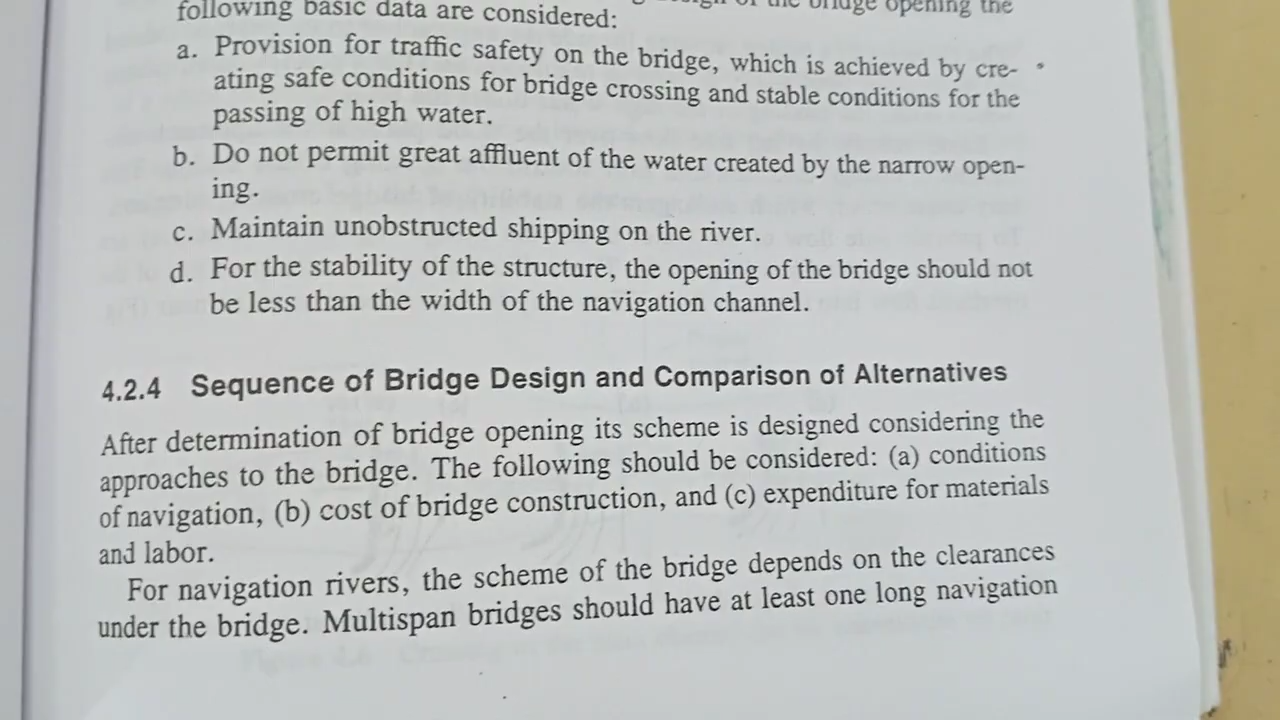 of the bridge opening the
following basic data are considered:
a. Provision for traffic safety on the bridge, which is achieved by cre-
ating safe conditions for bridge crossing and stable conditions for the
passing of high water.
b. Do not permit great affluent of the water created by the narrow open-
ing.
c. Maintain unobstructed shipping on the river.
d. For the stability of the structure, the opening of the bridge should not
be less than the width of the navigation channel.
4.2.4 Sequence of Bridge Design and Comparison of Alternatives
After determination of bridge opening its scheme is designed considering the
approaches to the bridge. The following should be considered: (a) conditions
of navigation, (b) cost of bridge construction, and (c) expenditure for materials
and labor.
For navigation rivers, the scheme of the bridge depends on the clearances
under the bridge. Multispan bridges should have at least one long navigation